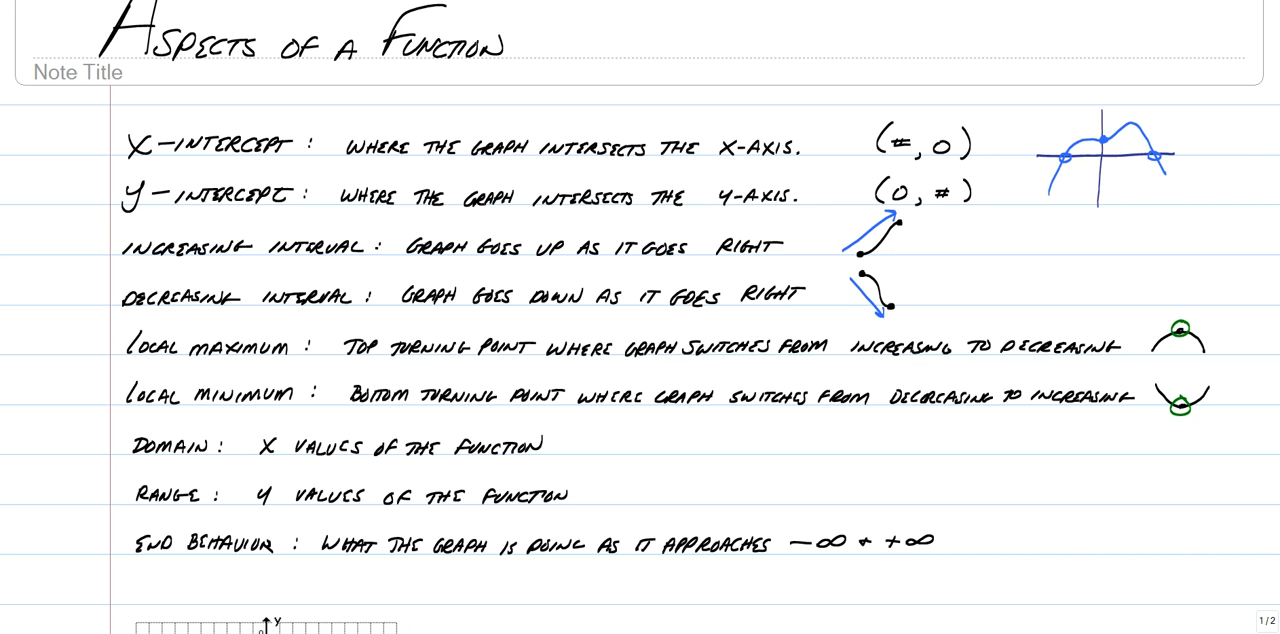 ASPECTS OF A FUNCTION
Note Title
X-INTERCEPT: WHERE THE GRAPH INTERSECTS THE X-AXIS. (#, 0)
Y-INTERCEPT: WHERE THE GRAPH INTERSECTS THE Y-AXIS. (0, #)
INCREASING INTERVAL: GRAPH GOES UP AS IT GOES RIGHT
DECREASING INTERVAL: GRAPH GOES DOWN AS IT GOES RIGHT
LOCAL MAXIMUM: TOP TURNING POINT WHERE GRAPH SWITCHES FROM INCREASING TO DECREASING
LOCAL MINIMUM: BOTTOM TURNING POINT WHERE GRAPH SWITCHES FROM DECREASING TO INCREASING
DOMAIN: X VALUES OF THE FUNCTION
RANGE: Y VALUES OF THE FUNCTION
END BEHAVIOR: WHAT THE GRAPH IS DOING AS IT APPROACHES -∞ + +∞
y
1/2